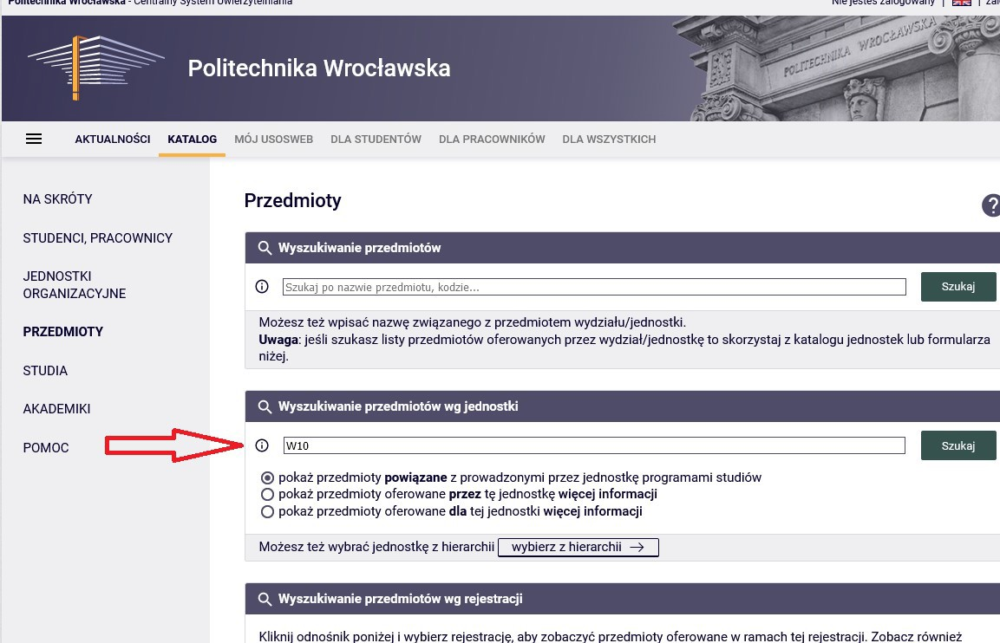 Politechnika Wrocławska - Centralny System Uwierzytelniania
Nie jesteś zalogowany |  |
Politechnika Wrocławska
POLITECHNIKA WROCŁAWSKA
AKTUALNOŚCI KATALOG MÓJ USOSWEB DLA STUDENTÓW DLA PRACOWNIKÓW DLA WSZYSTKICH
NA SKRÓTY
STUDENCI, PRACOWNICY
JEDNOSTKI
ORGANIZACYJNE
PRZEDMIOTY
STUDIA
AKADEMIKI
POMOC
Przedmioty
?
Wyszukiwanie przedmiotów
Szukaj po nazwie przedmiotu, kodzie...
Szukaj
Możesz też wpisać nazwę związanego z przedmiotem wydziału/jednostki.
Uwaga: jeśli szukasz listy przedmiotów oferowanych przez wydział/jednostkę to skorzystaj z katalogu jednostek lub formularza
niżej.
Wyszukiwanie przedmiotów wg jednostki
W10
Szukaj
pokaż przedmioty powiązane z prowadzonymi przez jednostkę programami studiów
pokaż przedmioty oferowane przez tę jednostkę więcej informacji
pokaż przedmioty oferowane dla tej jednostki więcej informacji
Możesz też wybrać jednostkę z hierarchii wybierz z hierarchii →
Wyszukiwanie przedmiotów wg rejestracji
Kliknij odnośnik poniżej i wybierz rejestrację, aby zobaczyć przedmioty oferowane w ramach tej rejestracji. Zobacz również